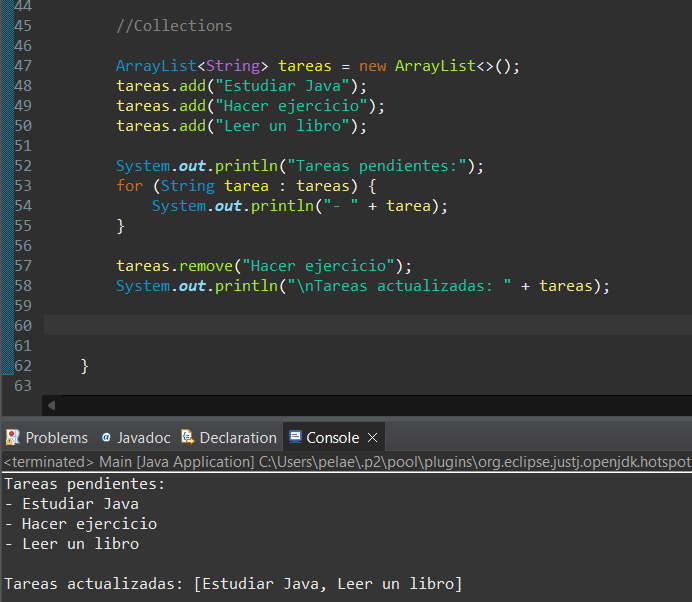 44
45 //Collections
46
47 ArrayList<String> tareas = new ArrayList<>();
48 tareas.add("Estudiar Java");
49 tareas.add("Hacer ejercicio");
50 tareas.add("Leer un libro");
51
52 System.out.println("Tareas pendientes:");
53 for (String tarea : tareas) {
54 System.out.println("- " + tarea);
55 }
56
57 tareas.remove("Hacer ejercicio");
58 System.out.println("\nTareas actualizadas: " + tareas);
59
60
61
62 }
63
Problems @ Javadoc Declaration Console
<terminated> Main [Java Application] C:\Users\pelae\.p2\pool\plugins\org.eclipse.justj.openjdk.hotspot
Tareas pendientes:
- Estudiar Java
- Hacer ejercicio
- Leer un libro
Tareas actualizadas: [Estudiar Java, Leer un libro]